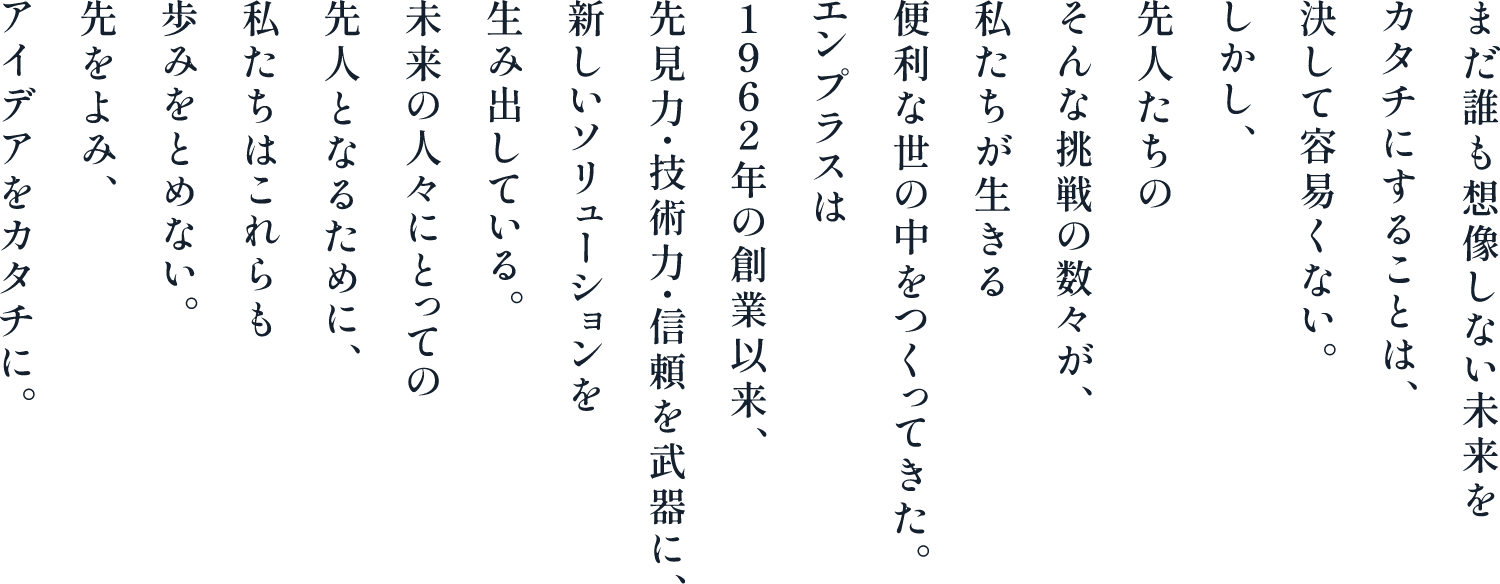 まだ誰も想像しない未来を
カタチにすることは、
決して容易くない。
しかし、
先人たちの
そんな挑戦の数々が、
私たちが生きる
便利な世の中をつくってきた。
エンプラスは
1962年の創業以来、
先見力・技術力・信頼を武器に、
新しいソリューションを
生み出している。
未来の人々にとっての
先人となるために、
私たちはこれらも
歩みをとめない。
先をよみ、
アイデアをカタチに。